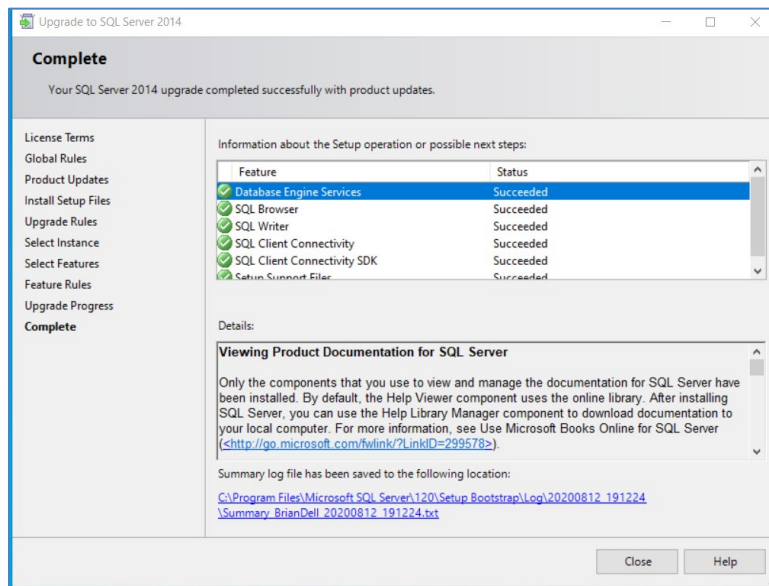 Upgrade to SQL Server 2014
Complete
Your SQL Server 2014 upgrade completed successfully with product updates.
License Terms
Global Rules
Product Updates
Install Setup Files
Upgrade Rules
Select Instance
Select Features
Feature Rules
Upgrade Progress
Complete
Information about the Setup operation or possible next steps:
Feature Status
Database Engine Services Succeeded
SQL Browser Succeeded
SQL Writer Succeeded
SQL Client Connectivity Succeeded
SQL Client Connectivity SDK Succeeded
Setup Support Files Succeeded
Details:
Viewing Product Documentation for SQL Server
Only the components that you use to view and manage the documentation for SQL Server have
been installed. By default, the Help Viewer component uses the online library. After installing
SQL Server, you can use the Help Library Manager component to download documentation to
your local computer. For more information, see Use Microsoft Books Online for SQL Server
(<http://go.microsoft.com/fwlink/?LinkID=299578>).
Summary log file has been saved to the following location:
C:\Program Files\Microsoft SQL Server\120\Setup Bootstrap\Log\20200812_191224
\Summary_BrianDell_20200812_191224.txt
Close Help